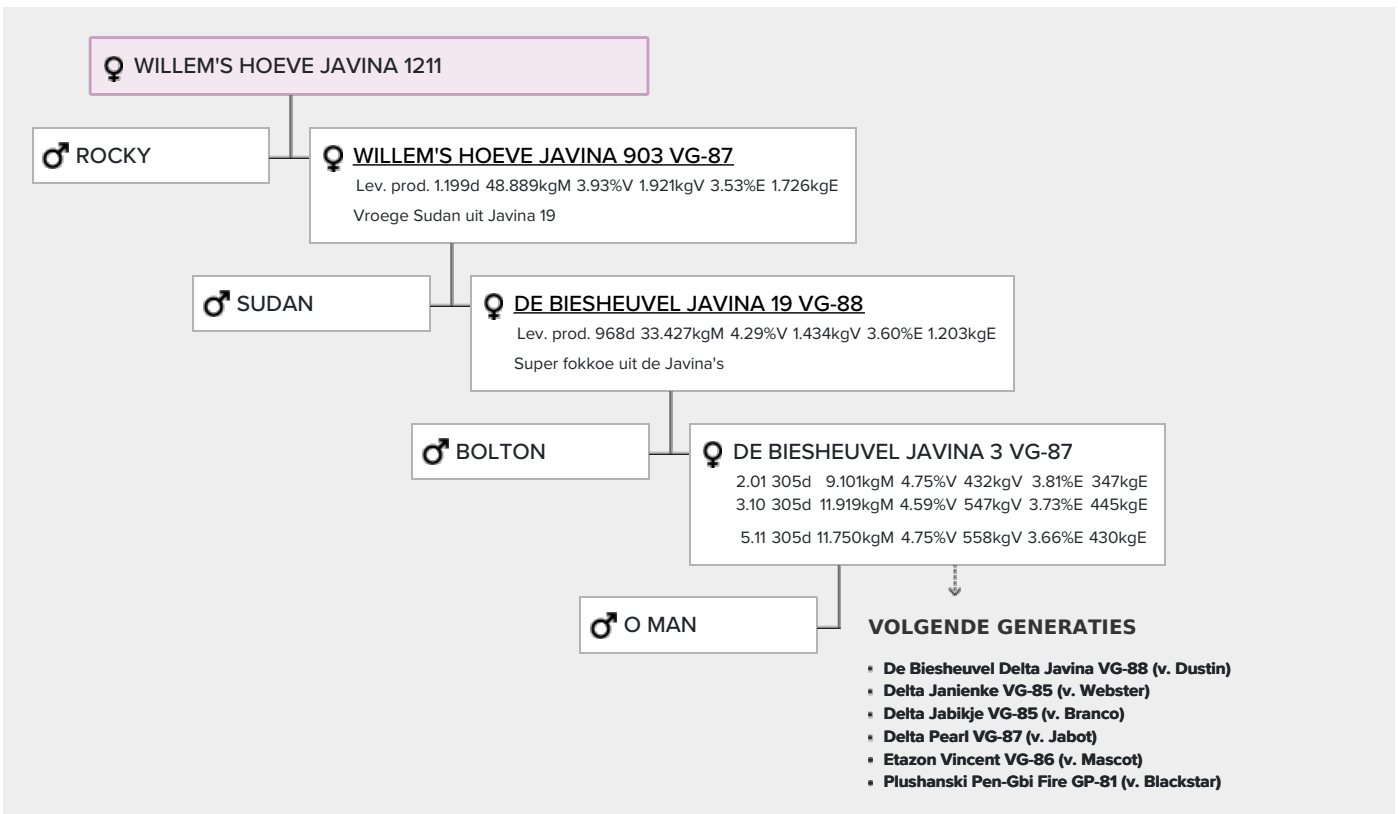 WILLEM'S HOEVE JAVINA 1211
ROCKY
WILLEM'S HOEVE JAVINA 903 VG-87
Lev. prod. 1.199d 48.889kgM 3.93%V 1.921kgV 3.53%E 1.726kgE
Vroege Sudan uit Javina 19
SUDAN
DE BIESHEUVEL JAVINA 19 VG-88
Lev. prod. 968d 33.427kgM 4.29%V 1.434kgV 3.60%E 1.203kgE
Super fokkoe uit de Javina's
BOLTON
DE BIESHEUVEL JAVINA 3 VG-87
2.01 305d 9.101kgM 4.75%V 432kgV 3.81%E 347kgE
3.10 305d 11.919kgM 4.59%V 547kgV 3.73%E 445kgE
5.11 305d 11.750kgM 4.75%V 558kgV 3.66%E 430kgE
O MAN
VOLGENDE GENERATIES
▪ De Biesheuvel Delta Javina VG-88 (v. Dustin)
▪ Delta Janienke VG-85 (v. Webster)
▪ Delta Jabikje VG-85 (v. Branco)
▪ Delta Pearl VG-87 (v. Jabot)
▪ Etazon Vincent VG-86 (v. Mascot)
▪ Plushanski Pen-Gbi Fire GP-81 (v. Blackstar)